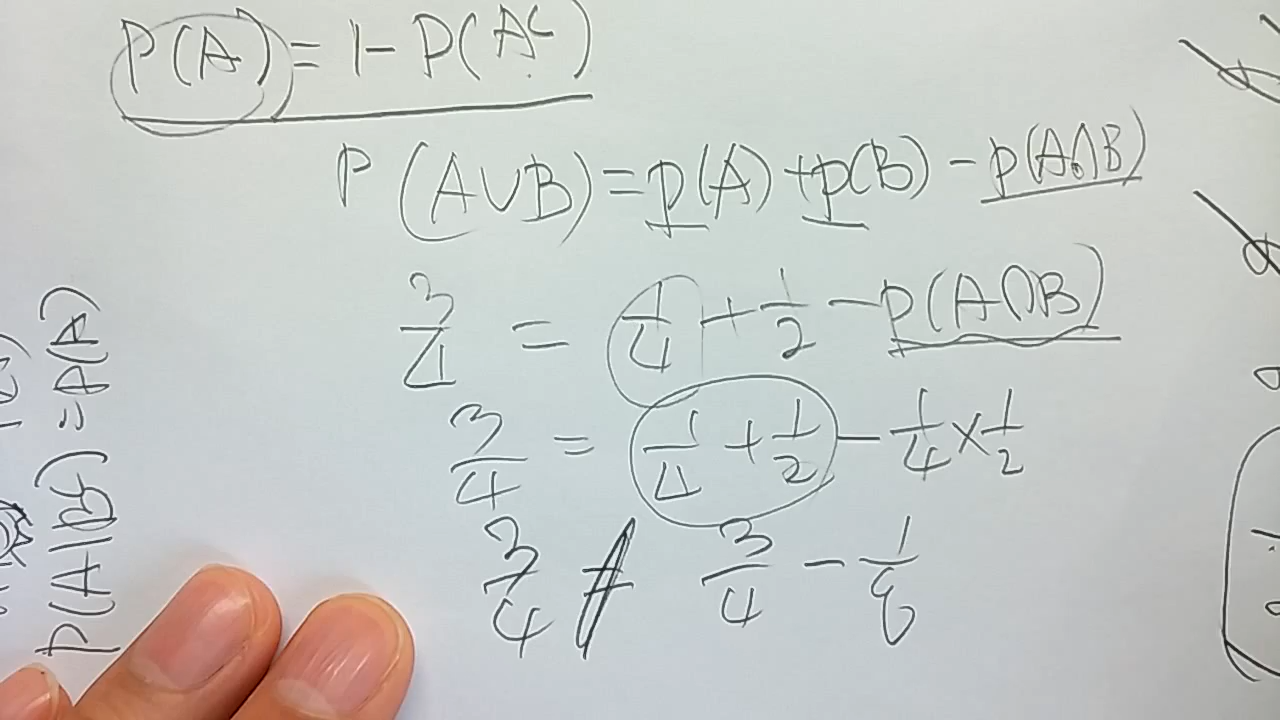 P(A) = 1 - P(Aᶜ)
P(A∪B) = p(A) + p(B) - p(A∩B)
3/4 = 1/4 + 1/2 - p(A∩B)
3/4 = 1/4 + 1/2 - 1/4 × 1/2
3/4 ≠ 3/4 - 1/8
P(A|B) = P(A)